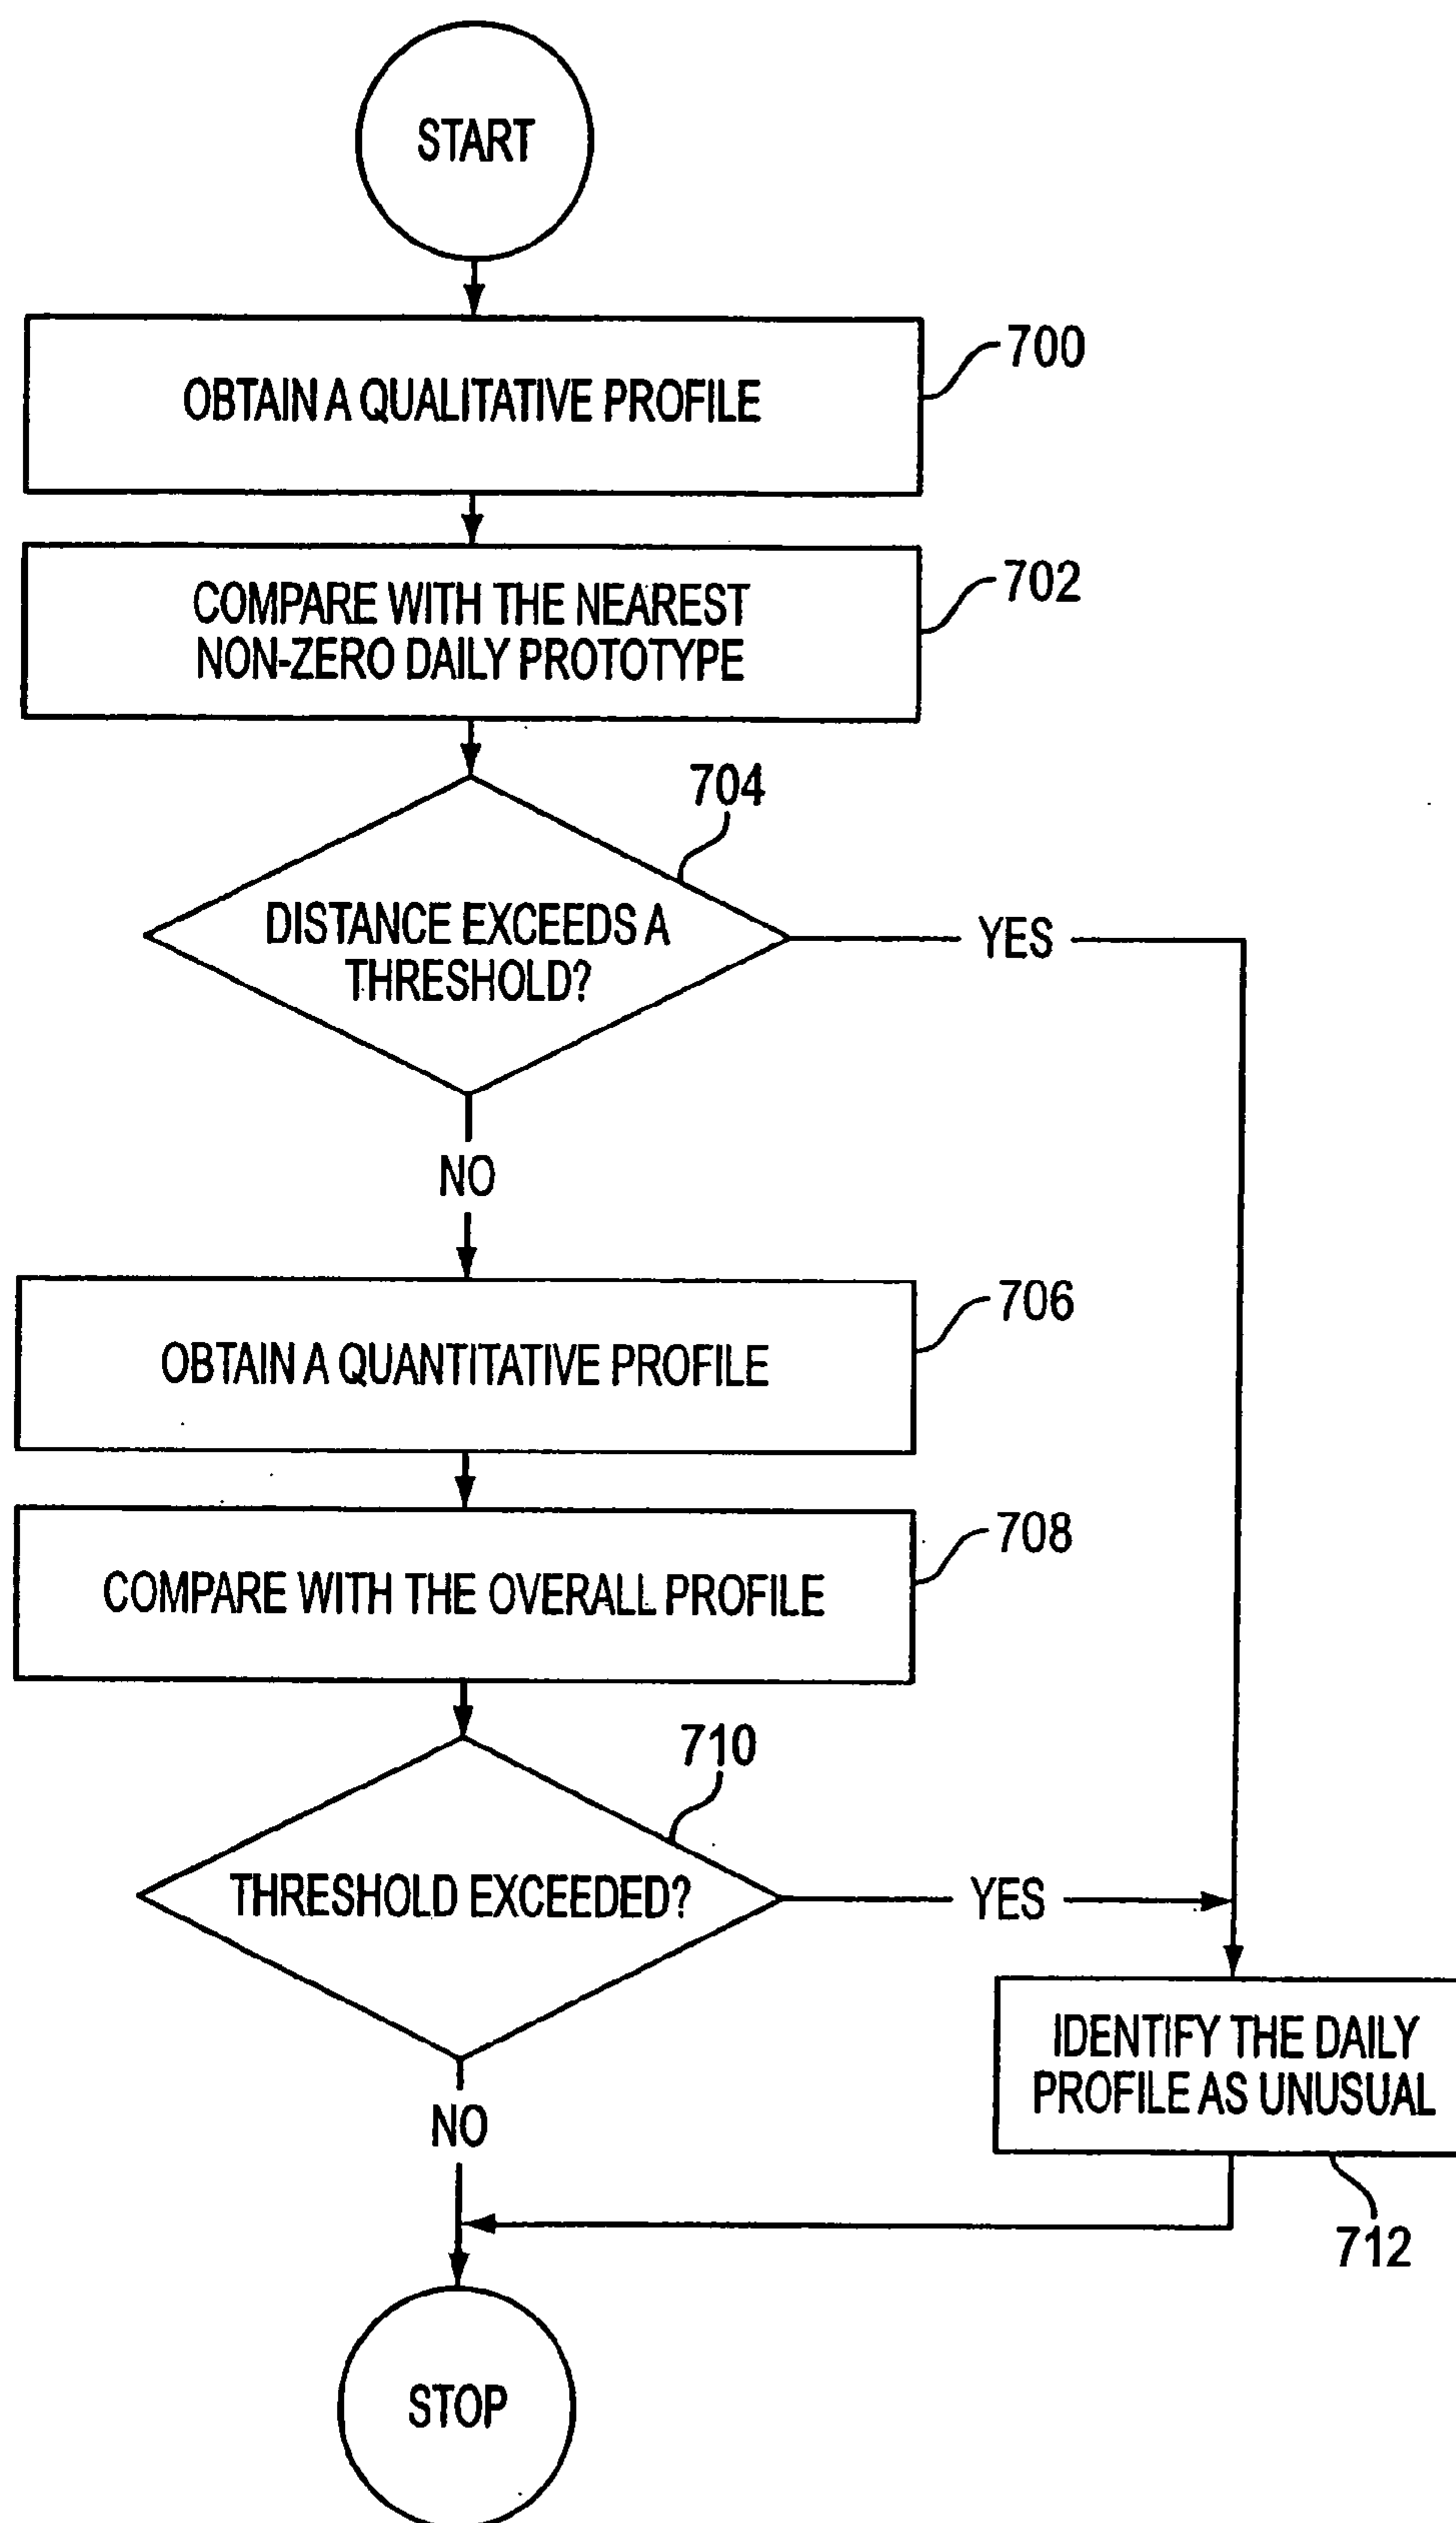 START
OBTAIN A QUALITATIVE PROFILE
700
COMPARE WITH THE NEAREST
NON-ZERO DAILY PROTOTYPE
702
704
DISTANCE EXCEEDS A
THRESHOLD?
YES
NO
OBTAIN A QUANTITATIVE PROFILE
706
COMPARE WITH THE OVERALL PROFILE
708
710
THRESHOLD EXCEEDED?
YES
IDENTIFY THE DAILY
PROFILE AS UNUSUAL
NO
712
STOP